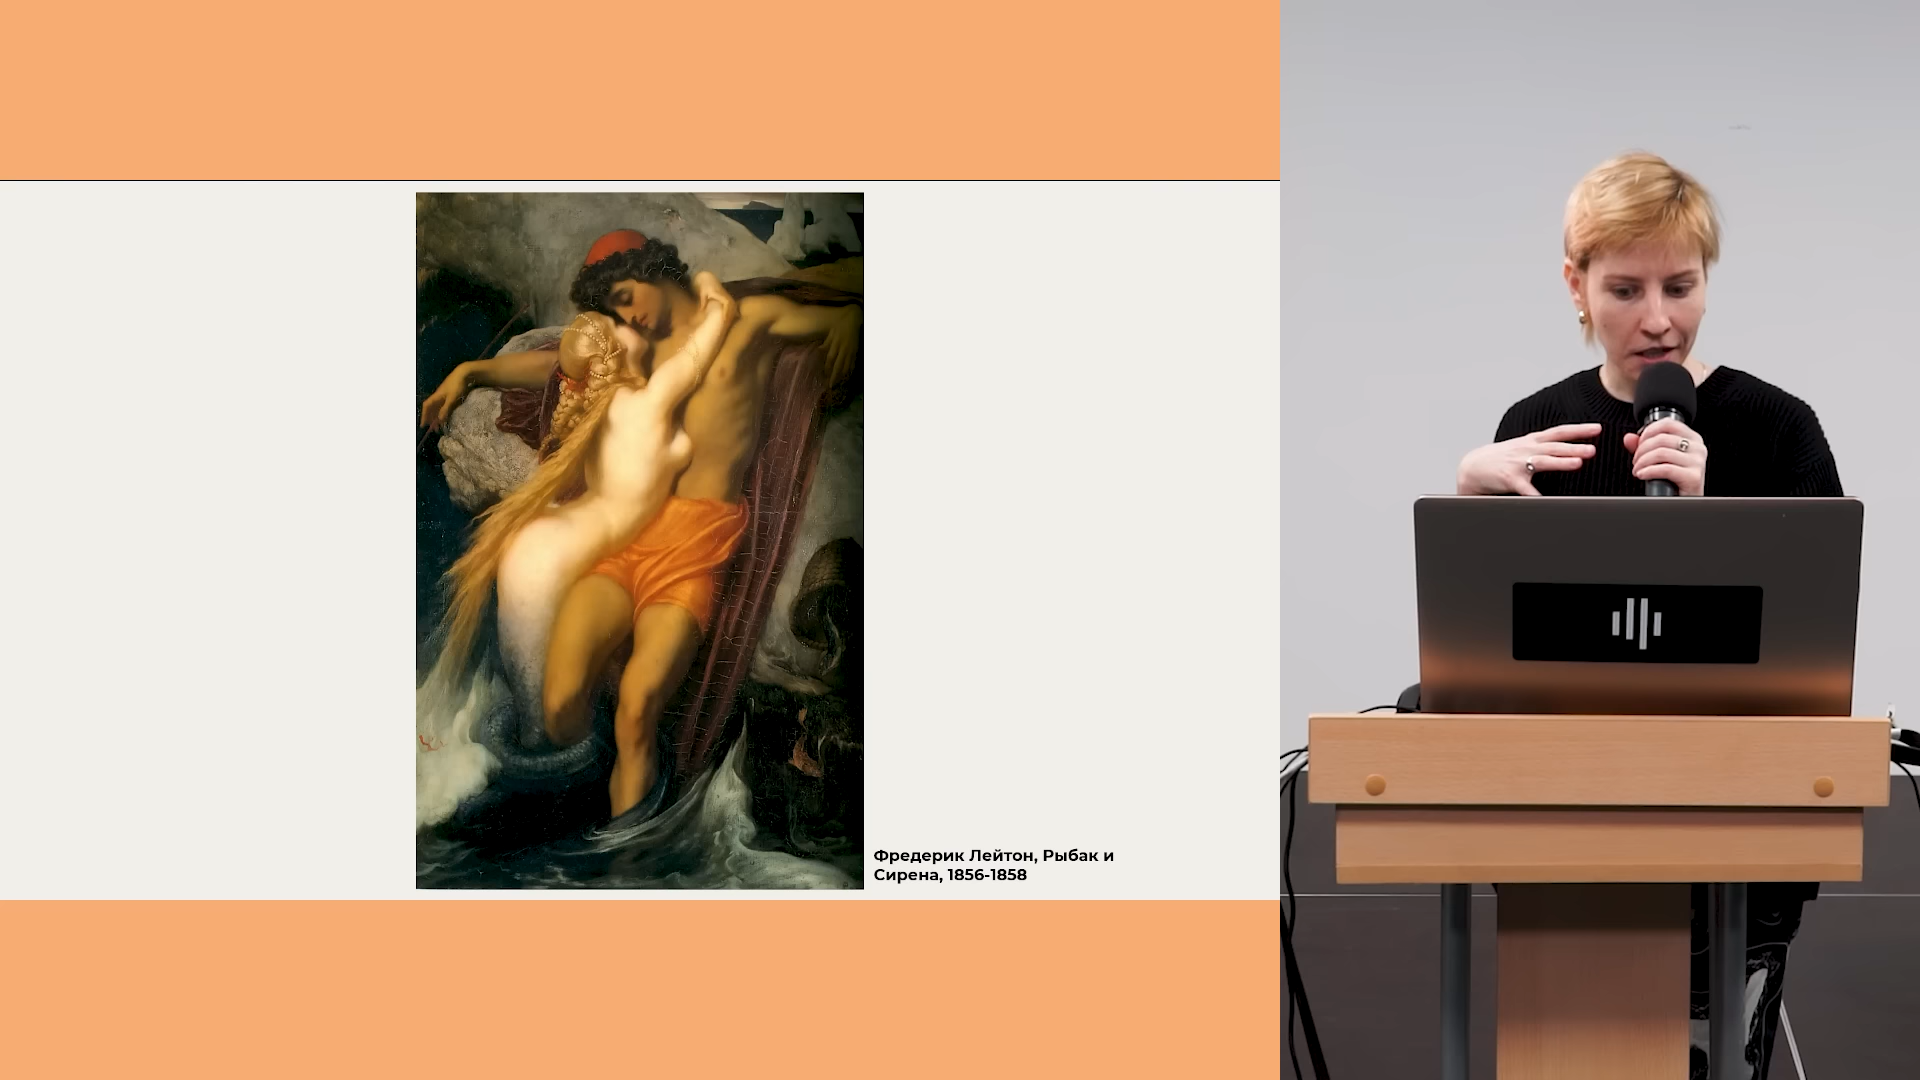 Фредерик Лейтон, Рыбак и
Сирена, 1856-1858